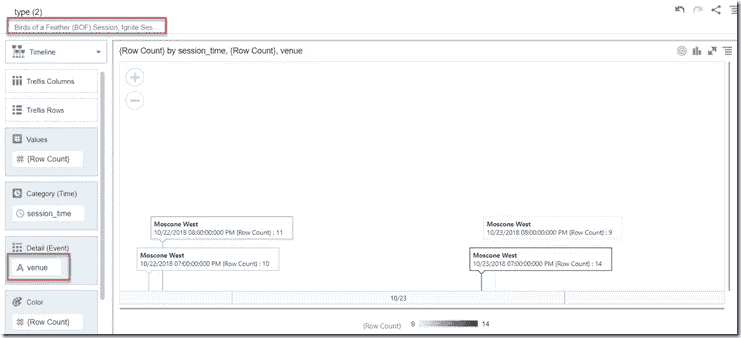 type (2)
Birds of a Feather (BOF) Session, Ignite Ses...
Timeline
Trellis Columns
Trellis Rows
Values
# {Row Count}
Category (Time)
session_time
Detail (Event)
A venue
Color
# {Row Count}
{Row Count} by session_time, {Row Count}, venue
Moscone West
10/22/2018 08:00:00:000 PM {Row Count} : 11
Moscone West
10/23/2018 08:00:00:000 PM {Row Count} : 9
Moscone West
10/22/2018 07:00:00:000 PM {Row Count} : 10
Moscone West
10/23/2018 07:00:00:000 PM {Row Count} : 14
10/23
{Row Count} 9 14